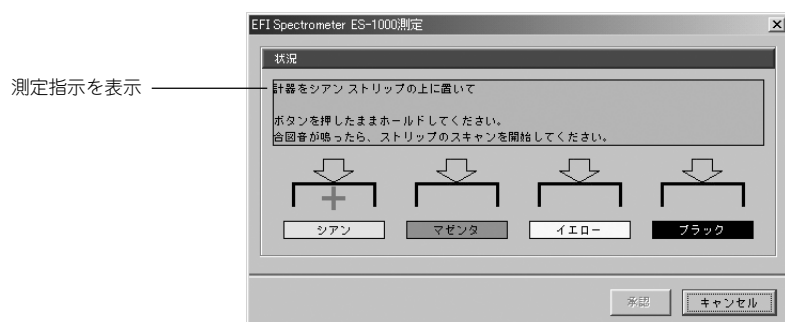 EFI Spectrometer ES-1000測定
状況
測定指示を表示
計器をシアン ストリップの上に置いて
ボタンを押したままホールドしてください。
合図音が鳴ったら、ストリップのスキャンを開始してください。
シアン
マゼンタ
イエロー
ブラック
承認
キャンセル